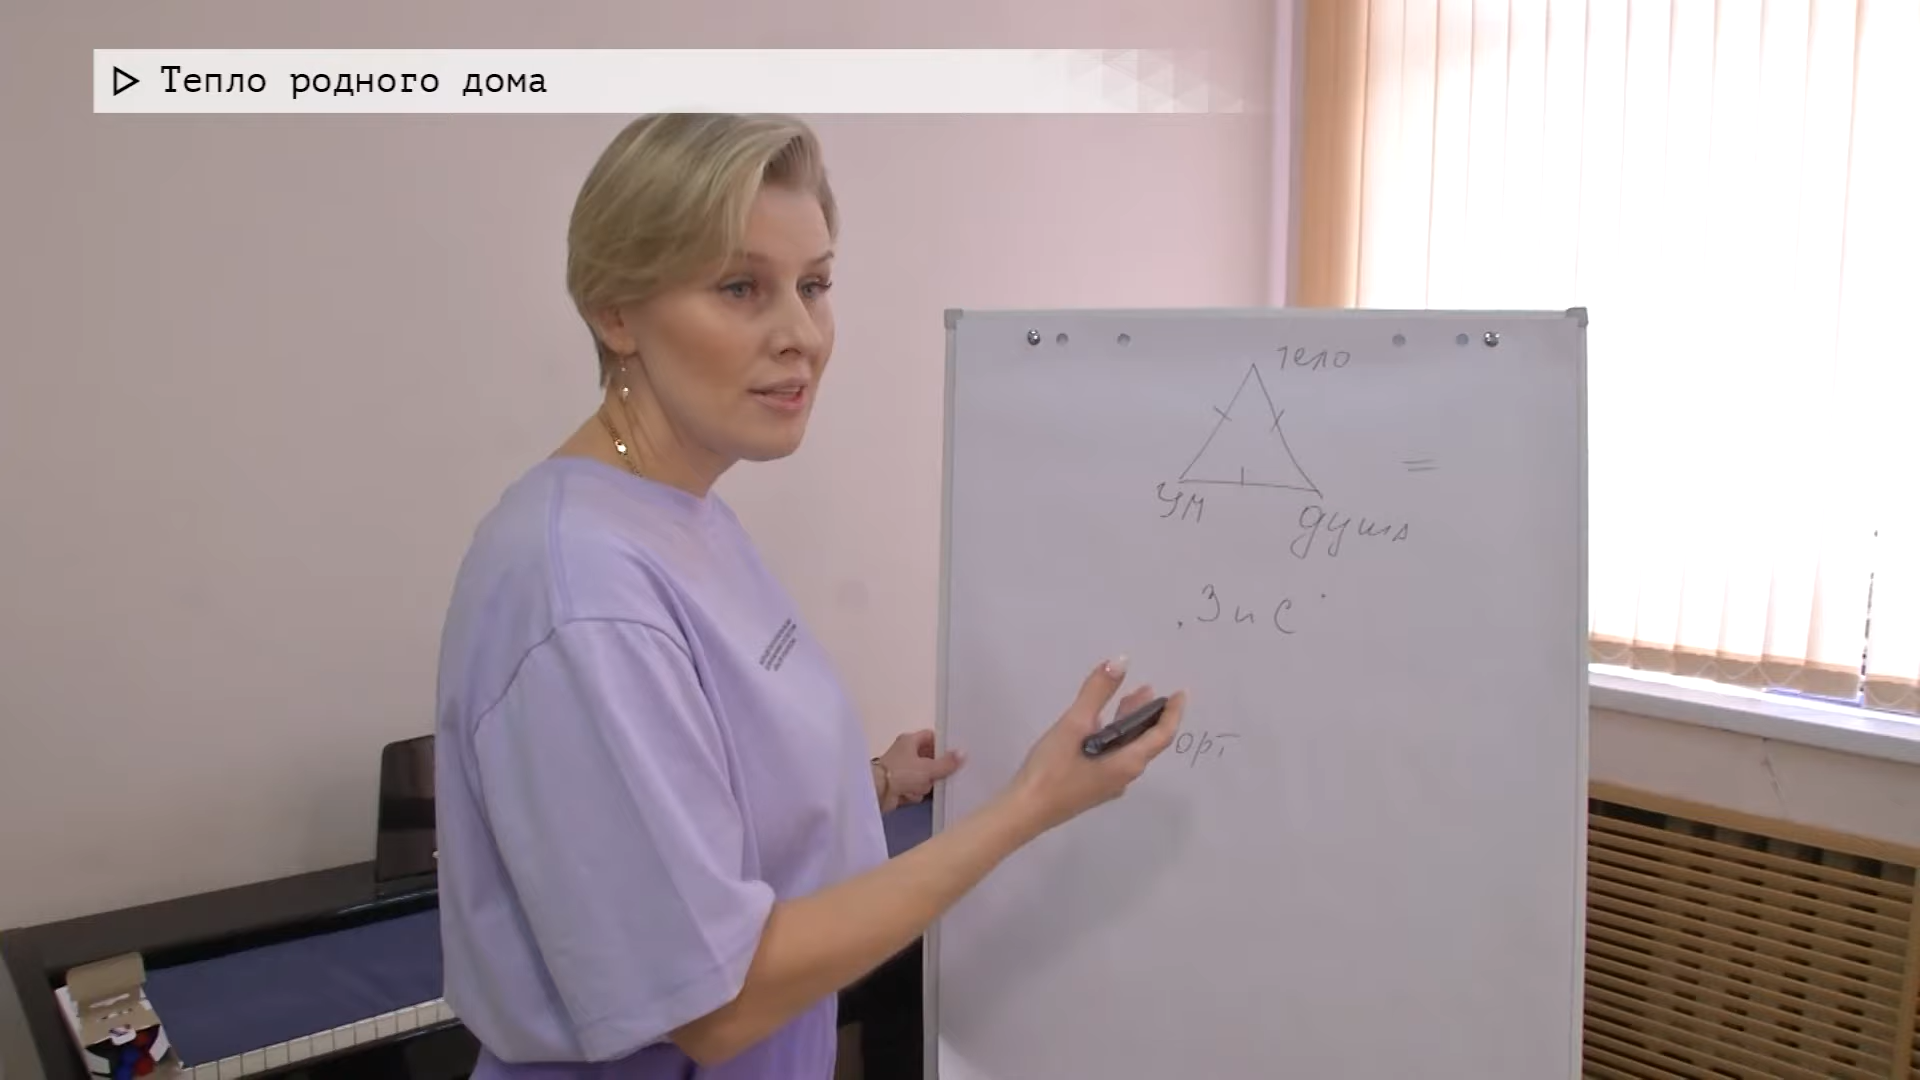 Тепло родного дома
тело
=
ум
душа
З и С
орт